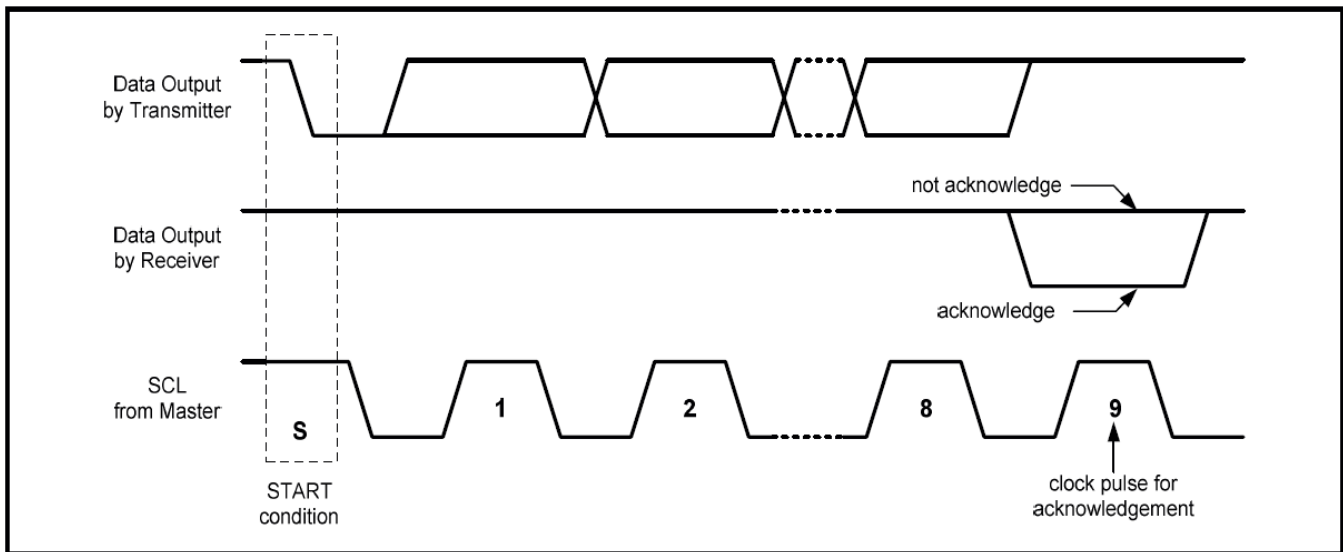 Data Output
by Transmitter
not acknowledge
Data Output
by Receiver
acknowledge
SCL
from Master
S
1
2
8
9
START
condition
clock pulse for
acknowledgement